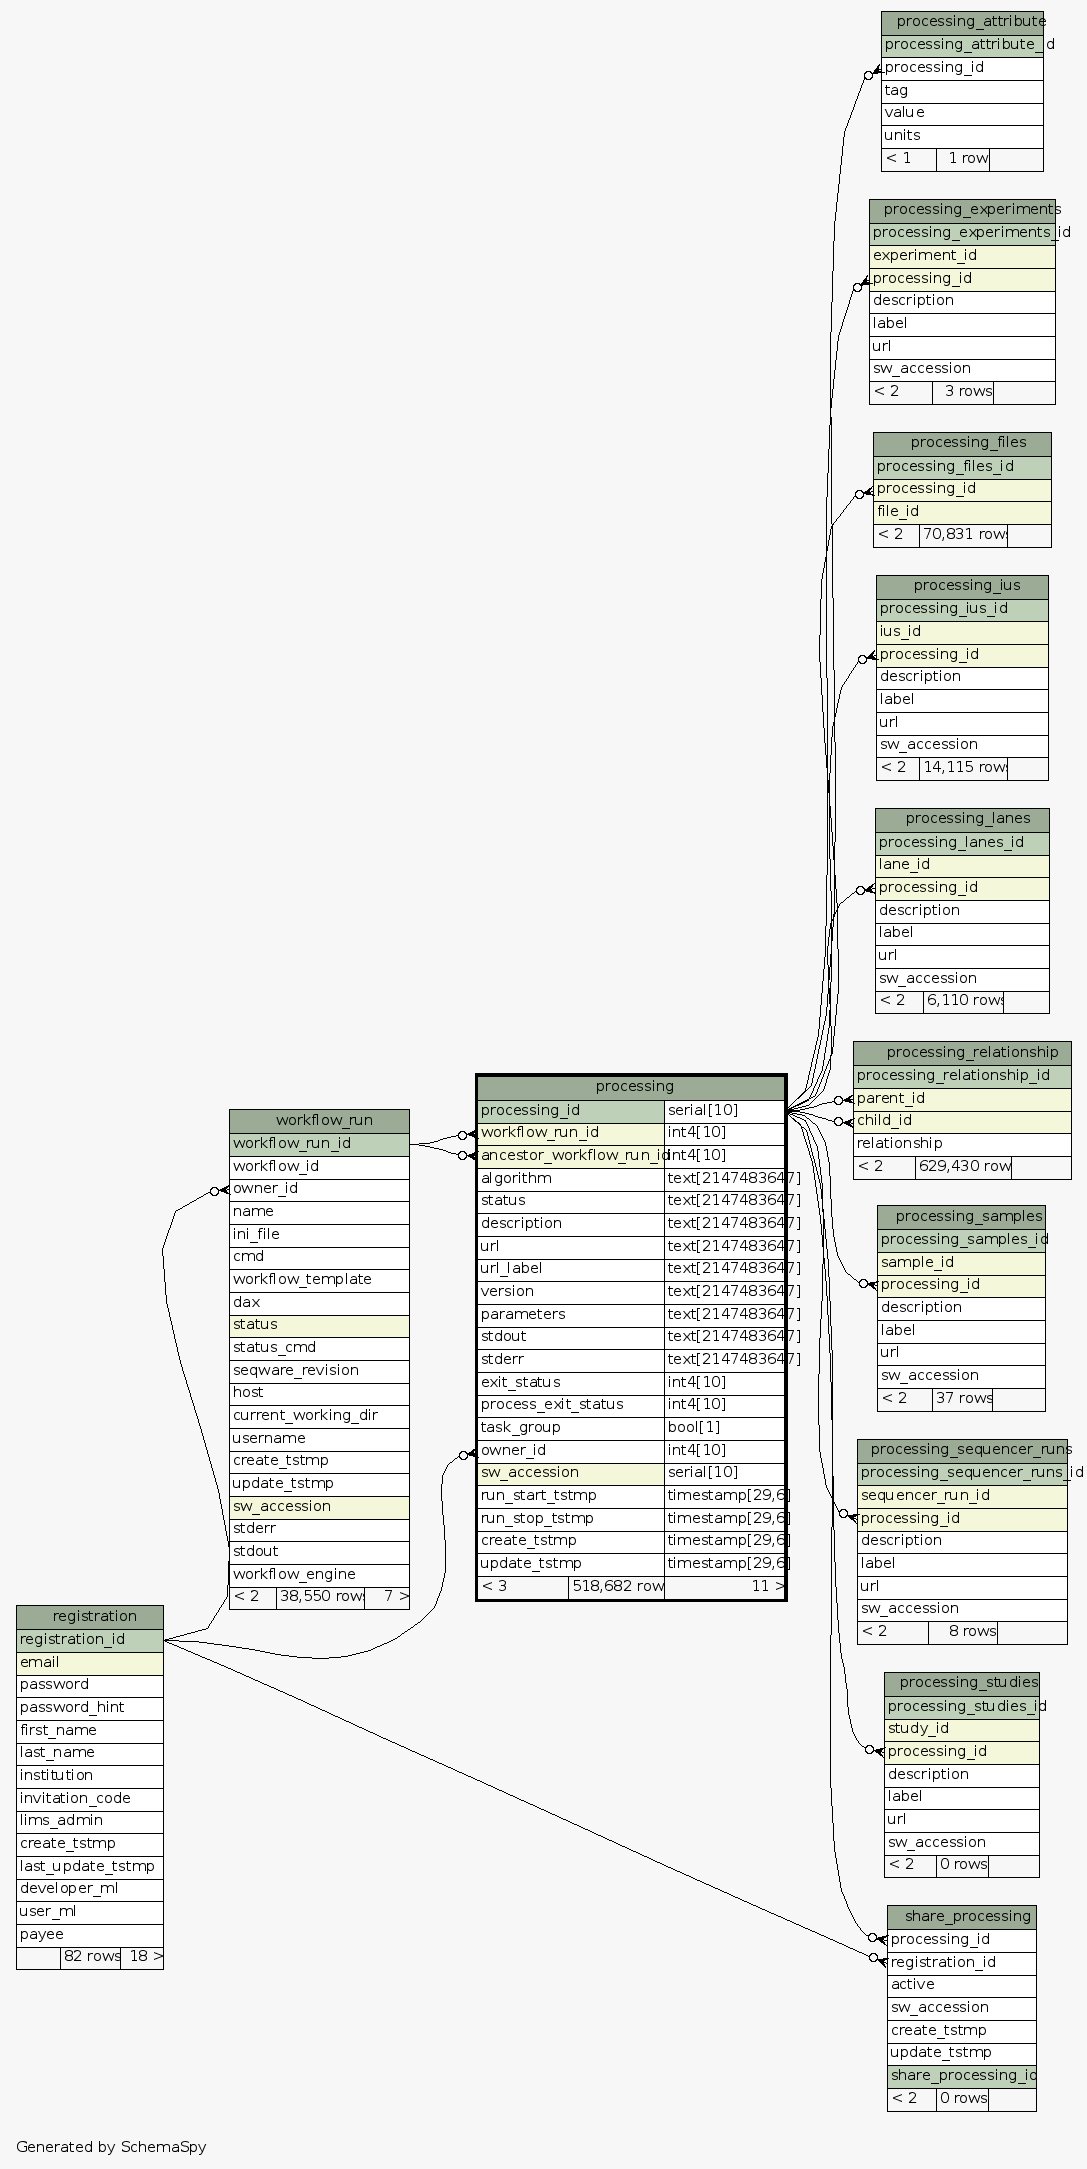 processing_attribute
processing_attribute_id
processing_id
tag
value
units
< 1 1 row
processing_experiments
processing_experiments_id
experiment_id
processing_id
description
label
url
sw_accession
< 2 3 rows
processing_files
processing_files_id
processing_id
file_id
< 2 70,831 rows
processing_ius
processing_ius_id
ius_id
processing_id
description
label
url
sw_accession
< 2 14,115 rows
processing_lanes
processing_lanes_id
lane_id
processing_id
description
label
url
sw_accession
< 2 6,110 rows
processing_relationship
processing_relationship_id
parent_id
child_id
relationship
< 2 629,430 row
processing
processing_id serial[10]
workflow_run_id int4[10]
ancestor_workflow_run_id int4[10]
algorithm text[2147483647]
status text[2147483647]
description text[2147483647]
url text[2147483647]
url_label text[2147483647]
version text[2147483647]
parameters text[2147483647]
stdout text[2147483647]
stderr text[2147483647]
exit_status int4[10]
process_exit_status int4[10]
task_group bool[1]
owner_id int4[10]
sw_accession serial[10]
run_start_tstmp timestamp[29,6]
run_stop_tstmp timestamp[29,6]
create_tstmp timestamp[29,6]
update_tstmp timestamp[29,6]
< 3 518,682 row 11 >
workflow_run
workflow_run_id
workflow_id
owner_id
name
ini_file
cmd
workflow_template
dax
status
status_cmd
seqware_revision
host
current_working_dir
username
create_tstmp
update_tstmp
sw_accession
stderr
stdout
workflow_engine
< 2 38,550 rows 7 >
processing_samples
processing_samples_id
sample_id
processing_id
description
label
url
sw_accession
< 2 37 rows
processing_sequencer_runs
processing_sequencer_runs_id
sequencer_run_id
processing_id
description
label
url
sw_accession
< 2 8 rows
registration
registration_id
email
password
password_hint
first_name
last_name
institution
invitation_code
lims_admin
create_tstmp
last_update_tstmp
developer_ml
user_ml
payee
82 rows 18 >
processing_studies
processing_studies_id
study_id
processing_id
description
label
url
sw_accession
< 2 0 rows
share_processing
processing_id
registration_id
active
sw_accession
create_tstmp
update_tstmp
share_processing_id
< 2 0 rows
Generated by SchemaSpy